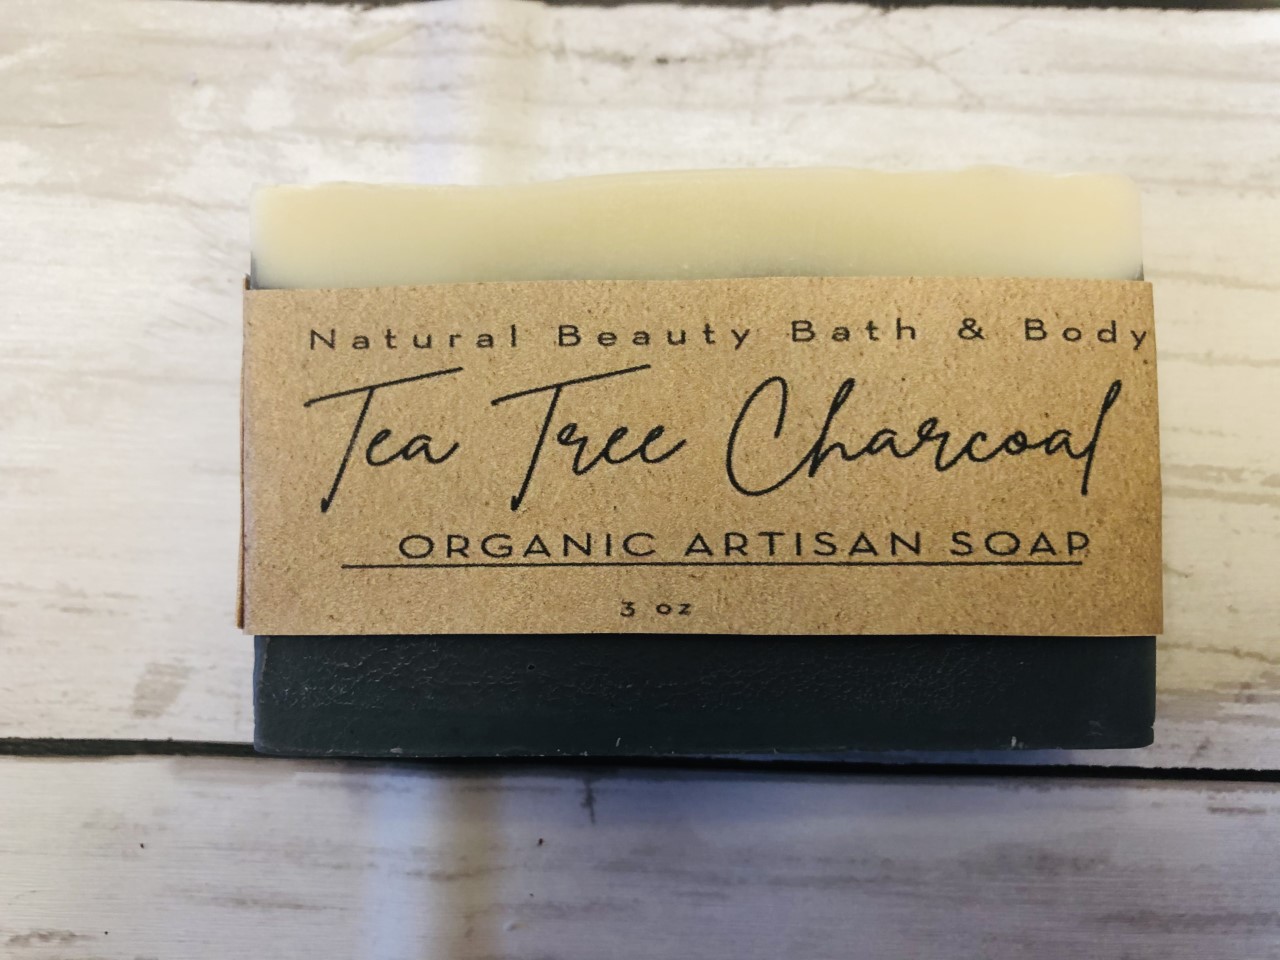 Natural Beauty Bath & Body
Tea Tree Charcoal
ORGANIC ARTISAN SOAP
3 oz